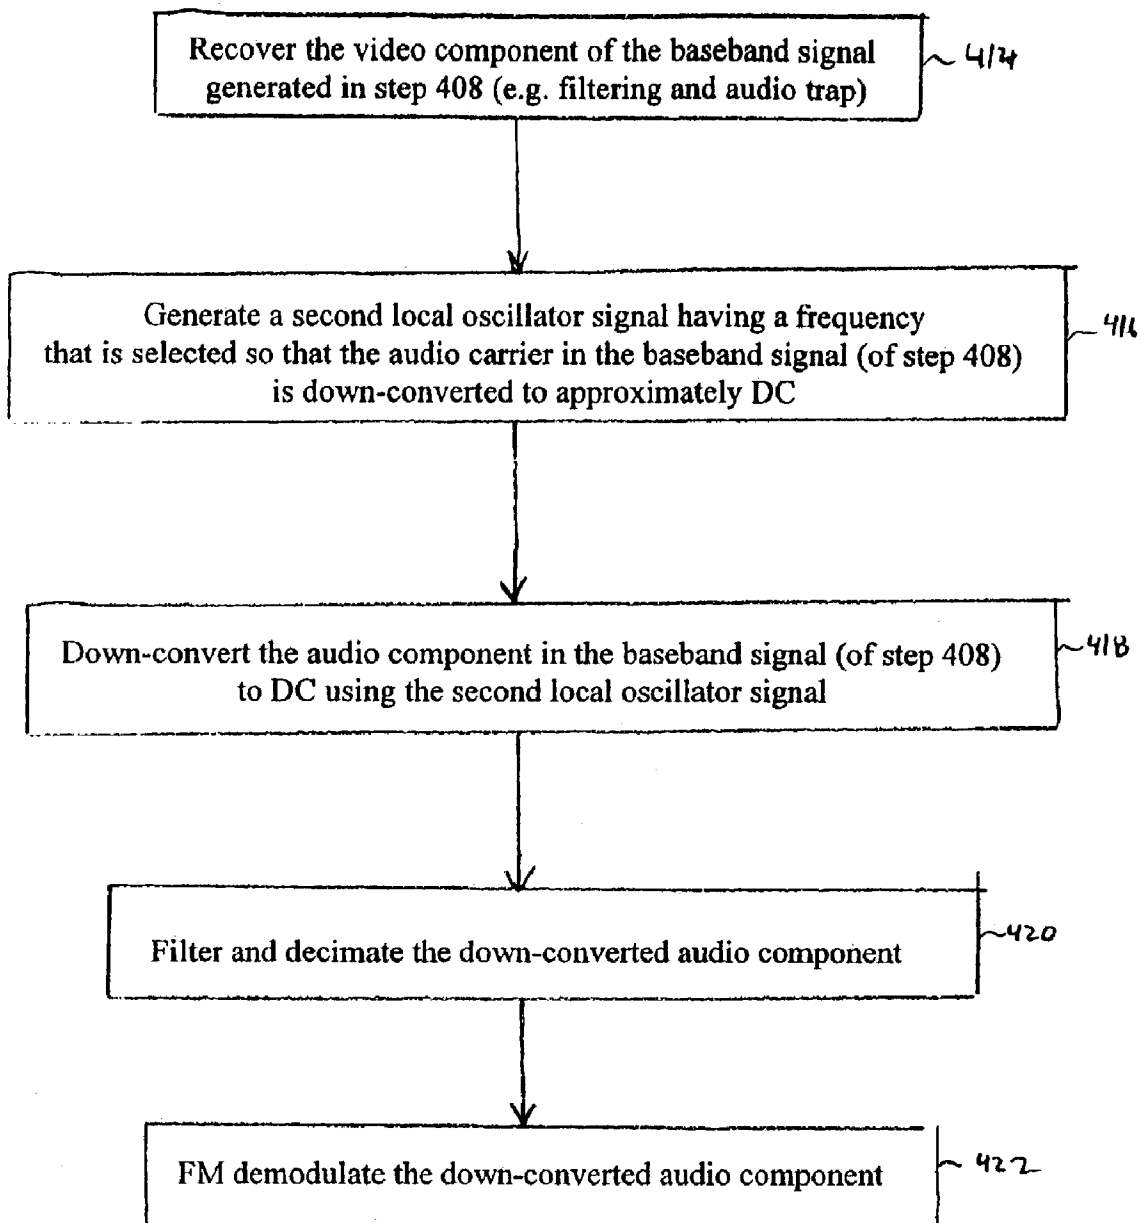 Recover the video component of the baseband signal
generated in step 408 (e.g. filtering and audio trap)
414
Generate a second local oscillator signal having a frequency
that is selected so that the audio carrier in the baseband signal (of step 408)
is down-converted to approximately DC
416
Down-convert the audio component in the baseband signal (of step 408)
to DC using the second local oscillator signal
418
Filter and decimate the down-converted audio component
420
FM demodulate the down-converted audio component
422